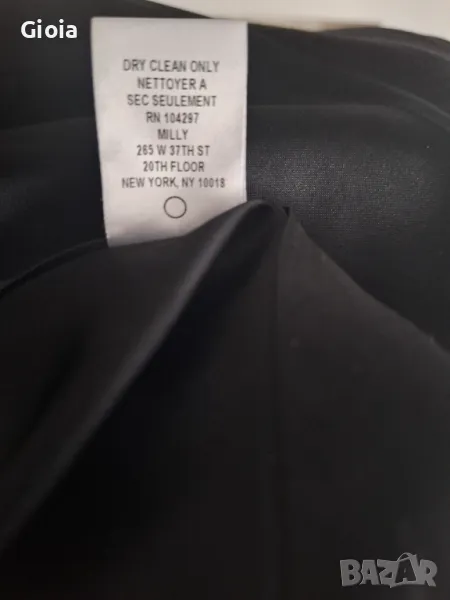 Gioia
DRY CLEAN ONLY
NETTOYER A
SEC SEULEMENT
RN 104297
MILLY
265 W 37TH ST
20TH FLOOR
NEW YORK, NY 10018
BAZAR